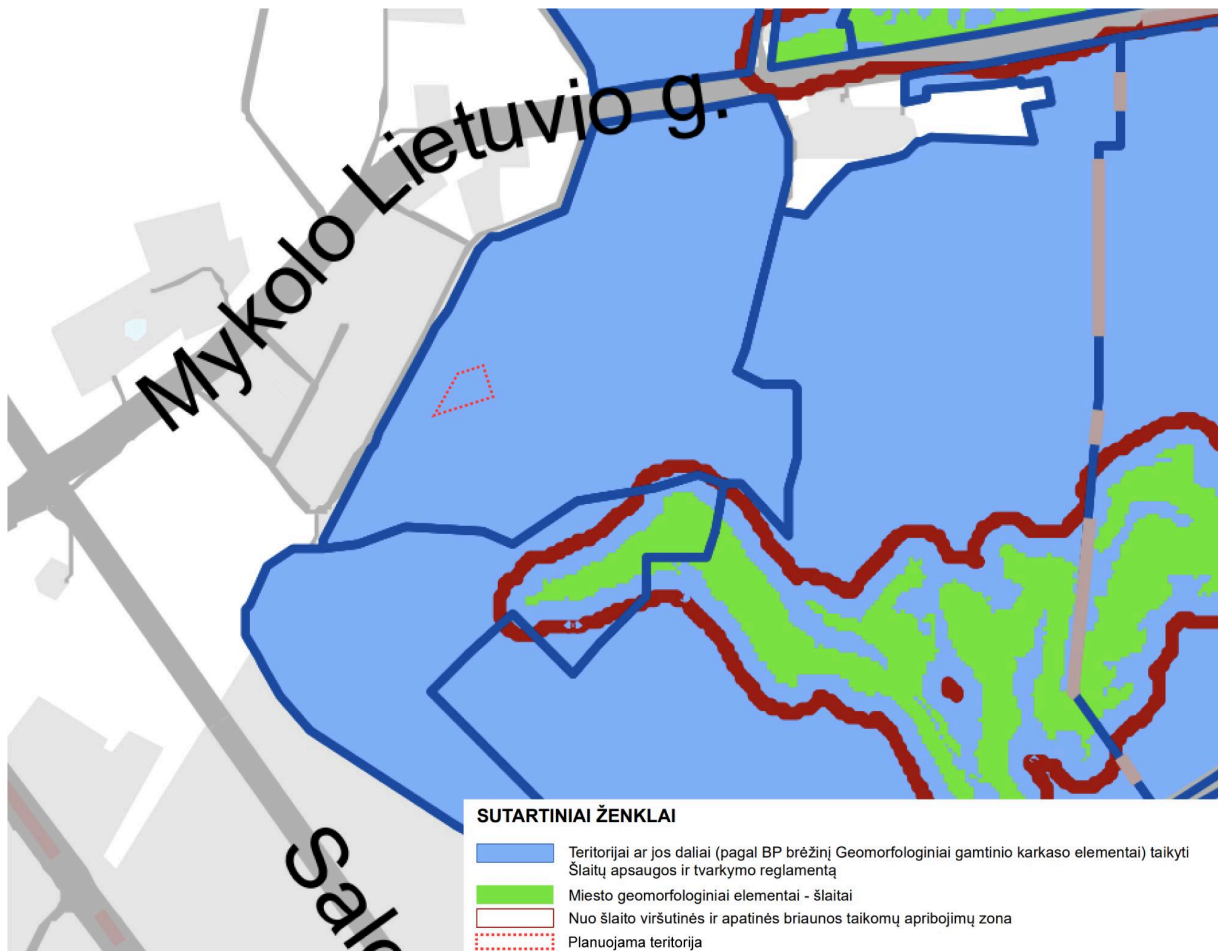 Mykolo Lietuvio g.
SUTARTINIAI ŽENKLAI
Teritorijai ar jos daliai (pagal BP brėžinį Geomorfologiniai gamtinio karkaso elementai) taikyti
Šlaitų apsaugos ir tvarkymo reglamentą
Miesto geomorfologiniai elementai - šlaitai
Nuo šlaito viršutinės ir apatinės briaunos taikomų apribojimų zona
Planuojama teritorija